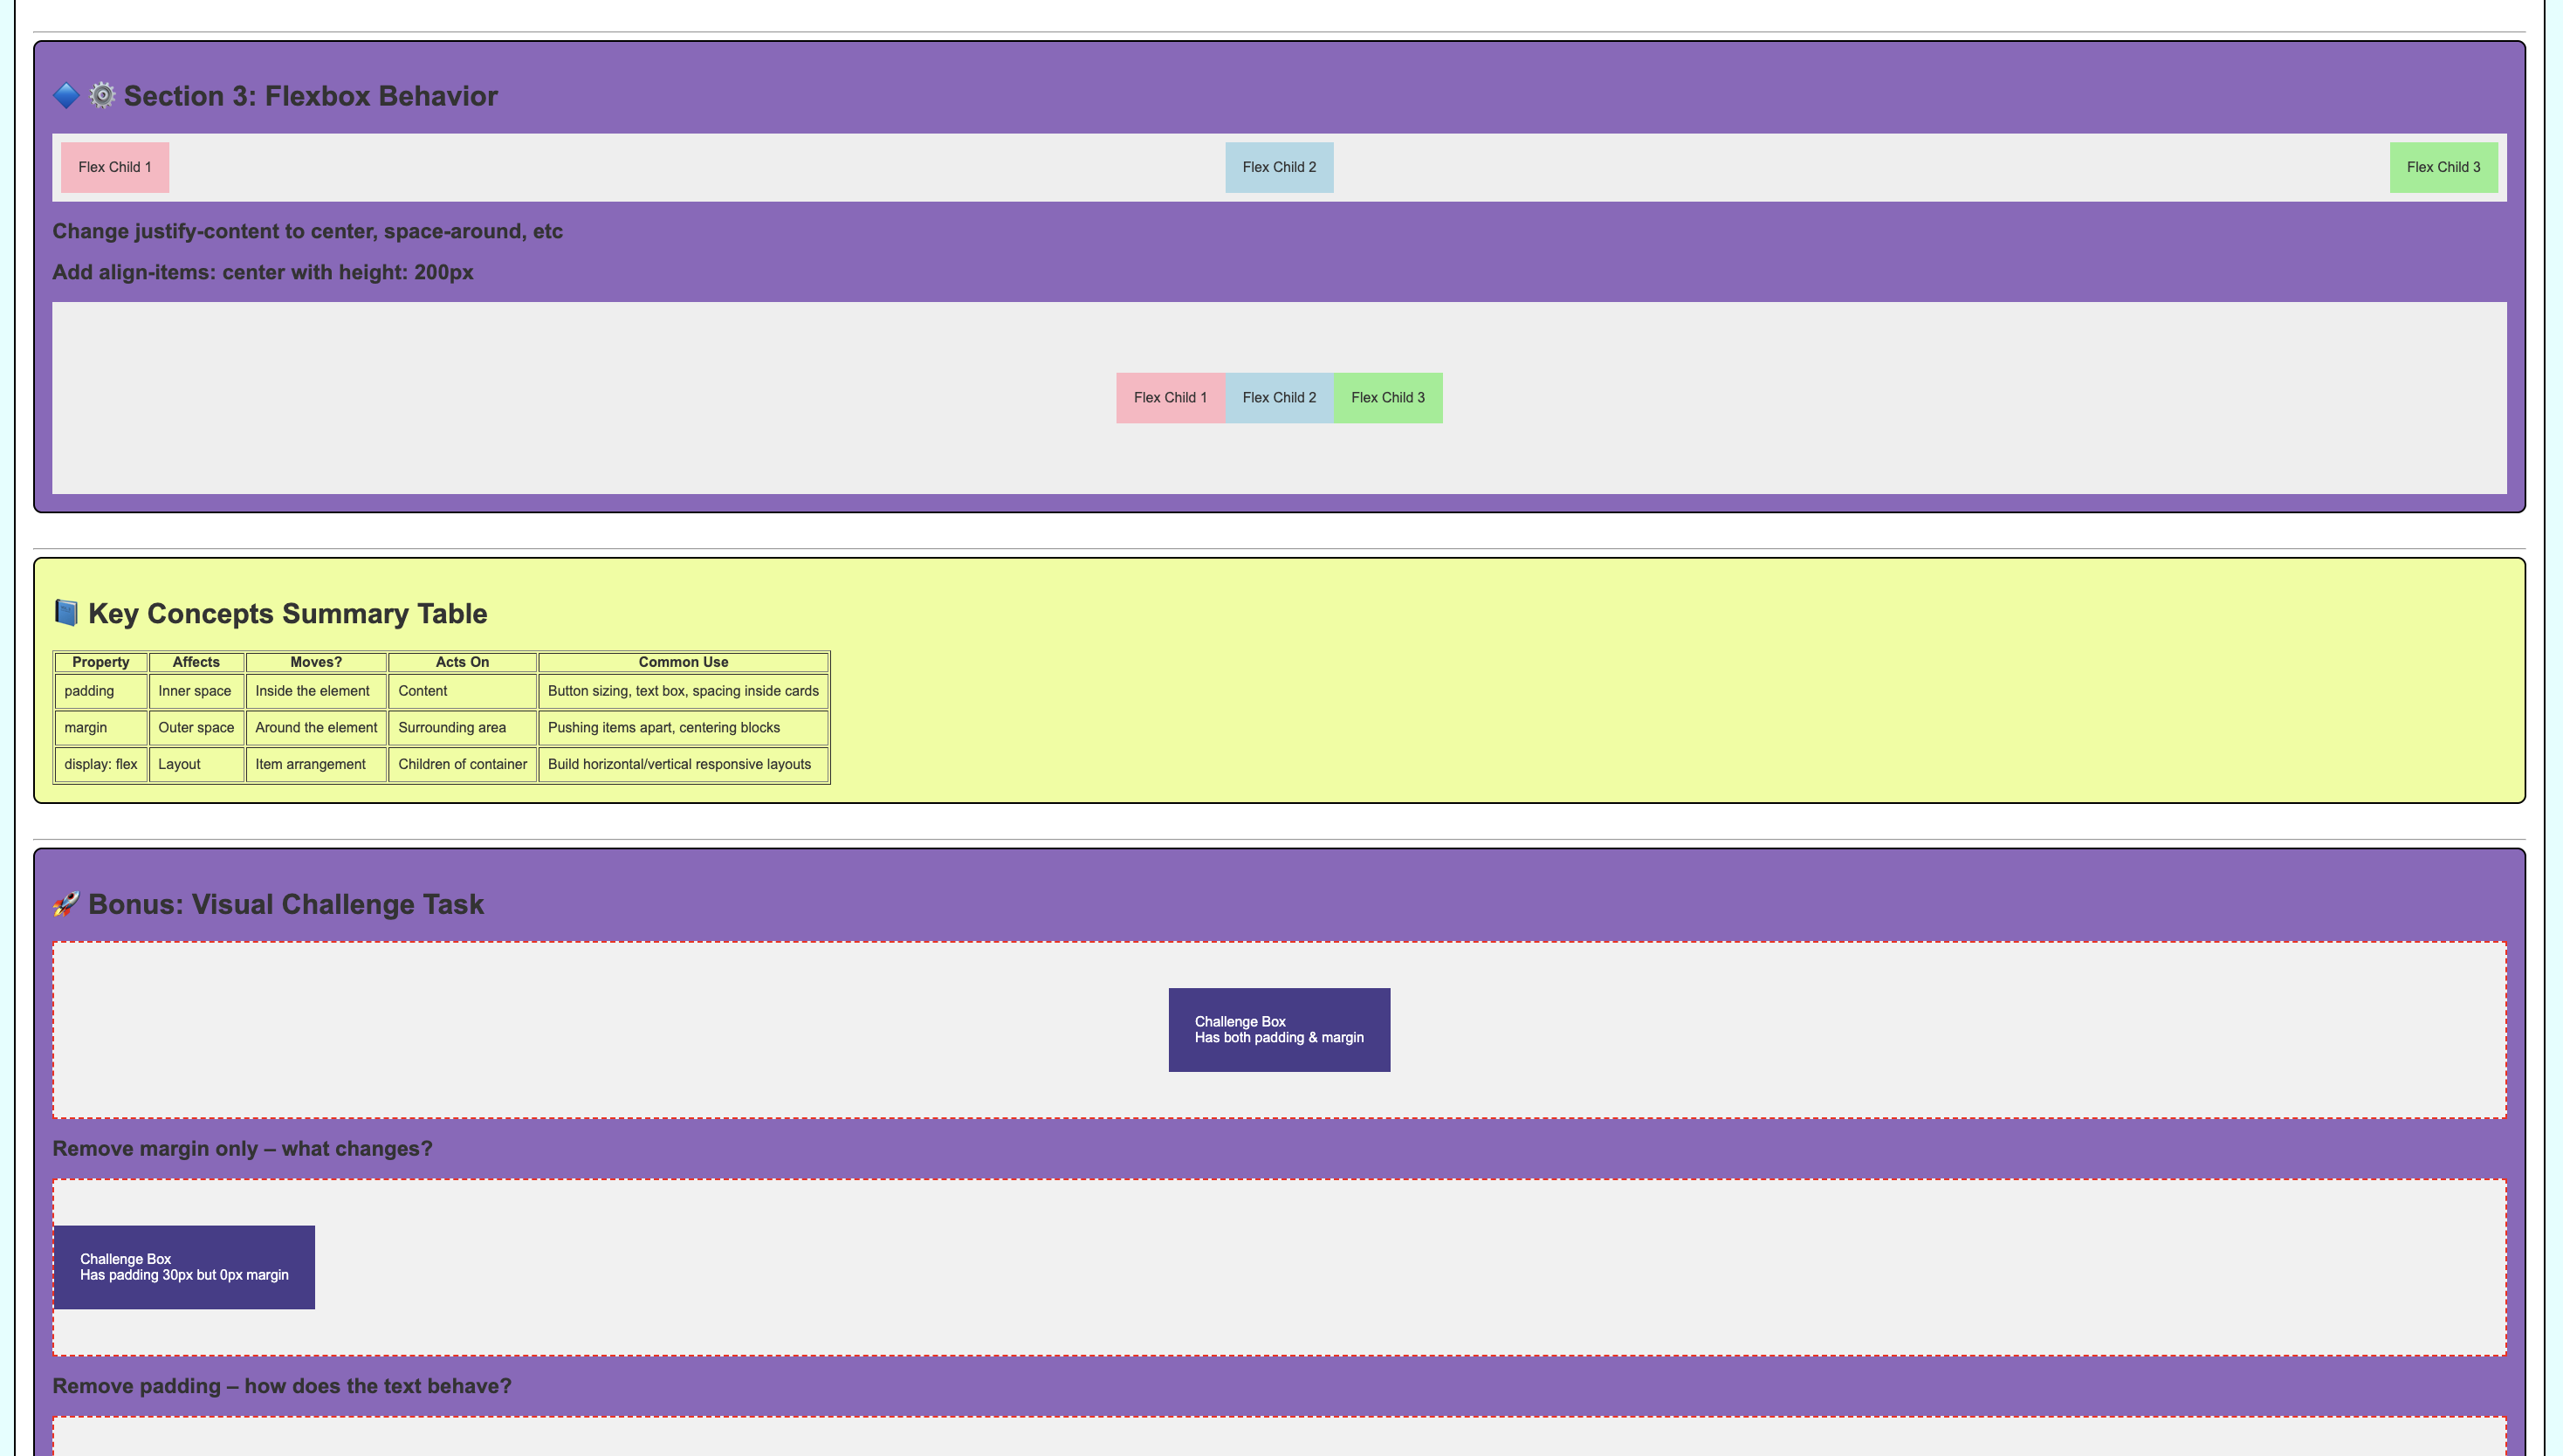 🔷 ⚙️ Section 3: Flexbox Behavior
Flex Child 1 Flex Child 2 Flex Child 3
Change justify-content to center, space-around, etc
Add align-items: center with height: 200px
Flex Child 1 Flex Child 2 Flex Child 3
📘 Key Concepts Summary Table
Property Affects Moves? Acts On Common Use
padding Inner space Inside the element Content Button sizing, text box, spacing inside cards
margin Outer space Around the element Surrounding area Pushing items apart, centering blocks
display: flex Layout Item arrangement Children of container Build horizontal/vertical responsive layouts
🚀 Bonus: Visual Challenge Task
Challenge Box
Has both padding & margin
Remove margin only – what changes?
Challenge Box
Has padding 30px but 0px margin
Remove padding – how does the text behave?